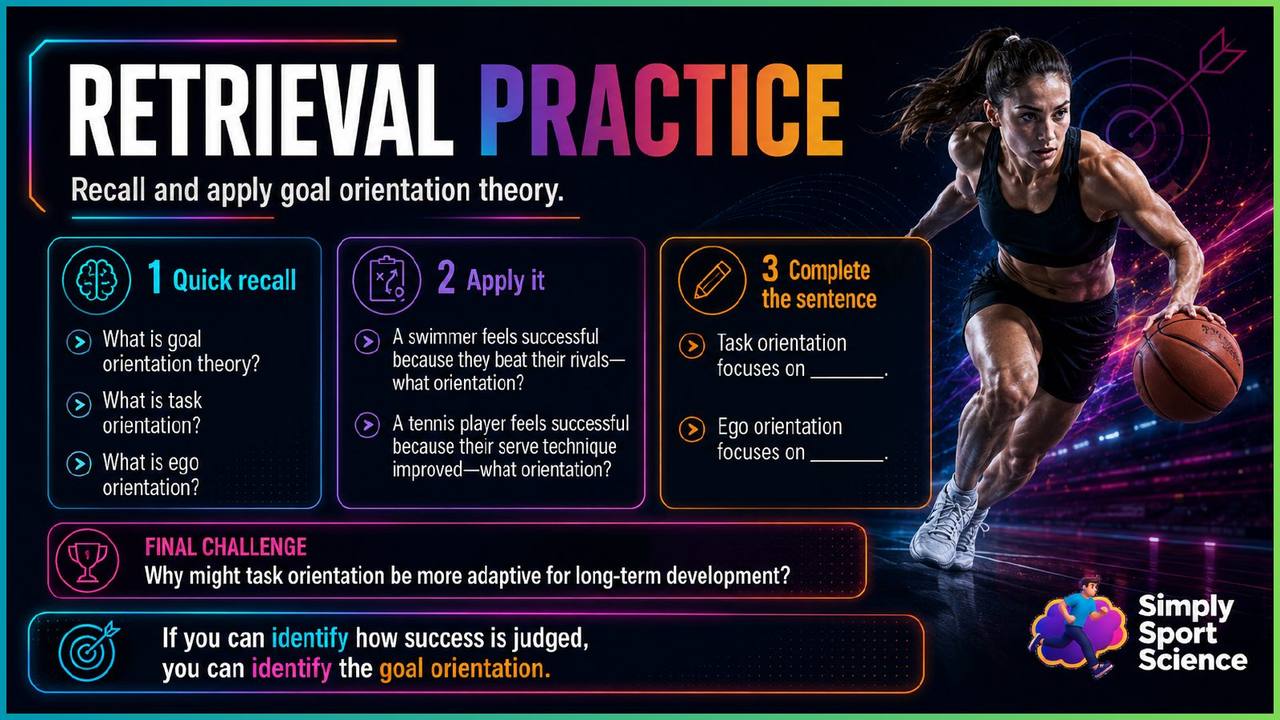 RETRIEVAL PRACTICE
Recall and apply goal orientation theory.
1 Quick recall
What is goal
orientation theory?
What is task
orientation?
What is ego
orientation?
2 Apply it
A swimmer feels successful
because they beat their rivals—
what orientation?
A tennis player feels successful
because their serve technique
improved—what orientation?
3 Complete
the sentence
Task orientation
focuses on _______.
Ego orientation
focuses on _______.
FINAL CHALLENGE
Why might task orientation be more adaptive for long-term development?
If you can identify how success is judged,
you can identify the goal orientation.
Simply
Sport
Science